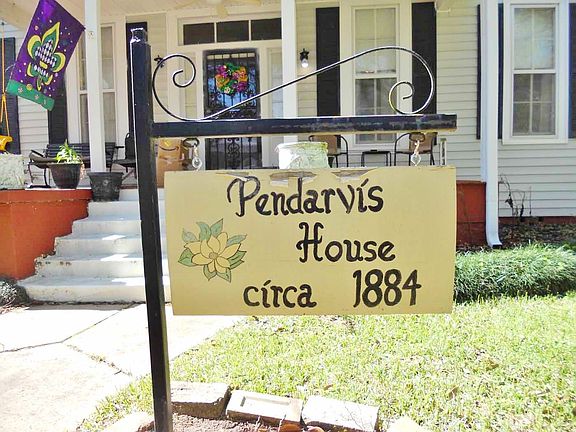 Pendarvis
House
circa 1884